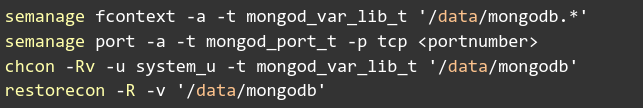 semanage fcontext -a -t mongod_var_lib_t '/data/mongodb.*'
semanage port -a -t mongod_port_t -p tcp <portnumber>
chcon -Rv -u system_u -t mongod_var_lib_t '/data/mongodb'
restorecon -R -v '/data/mongodb'